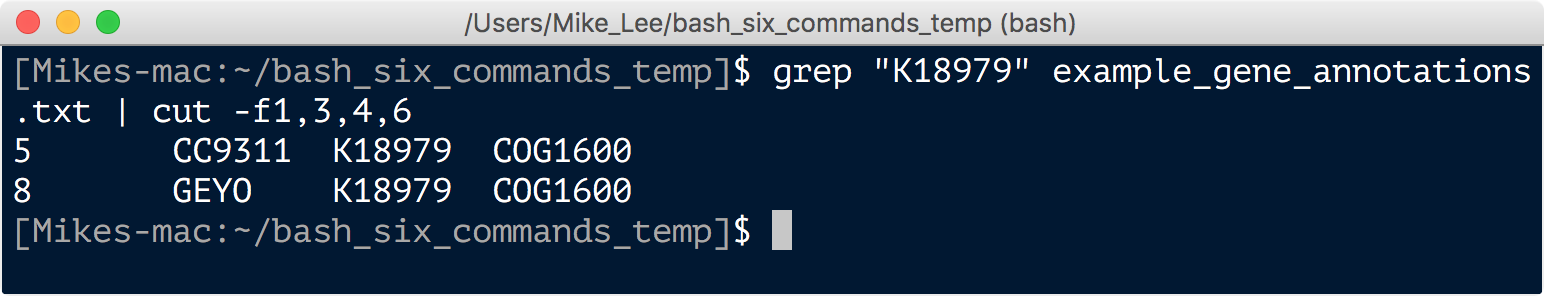 /Users/Mike_Lee/bash_six_commands_temp (bash)
[Mikes-mac:~/bash_six_commands_temp]$ grep "K18979" example_gene_annotations
.txt | cut -f1,3,4,6
5       CC9311  K18979  COG1600
8       GEYO    K18979  COG1600
[Mikes-mac:~/bash_six_commands_temp]$